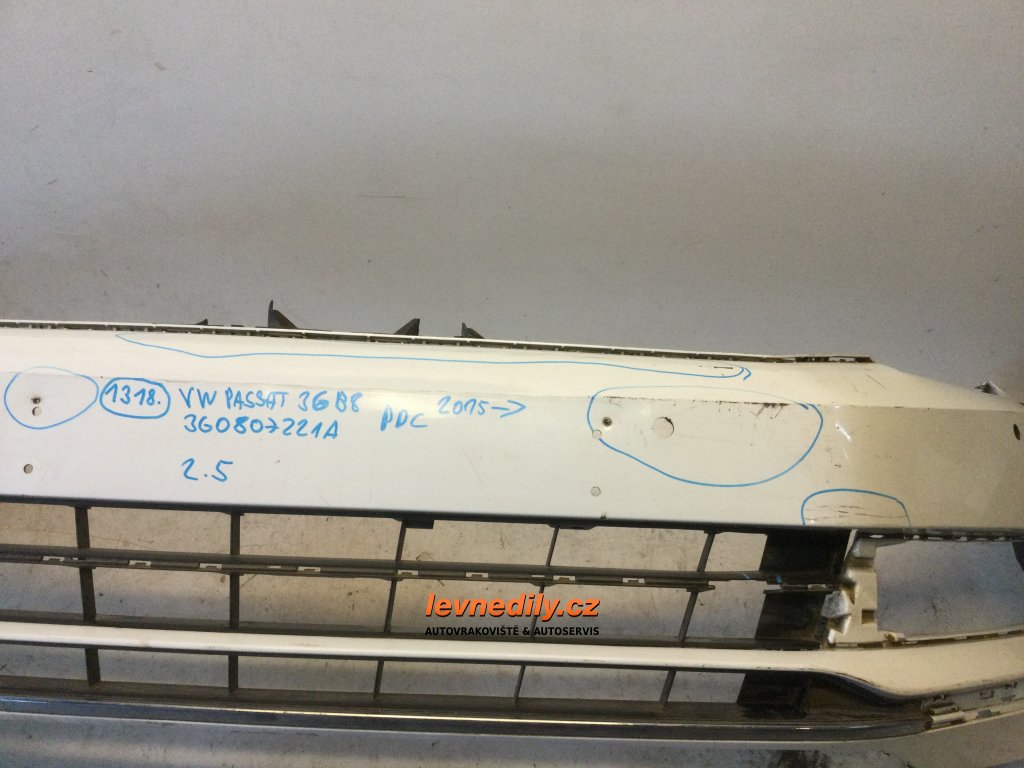 1318. VW PASSAT 3G B8 2015->
3G0807221A PDC
2.5
levnedily.cz
AUTOVRAKOVIŠTĚ & AUTOSERVIS